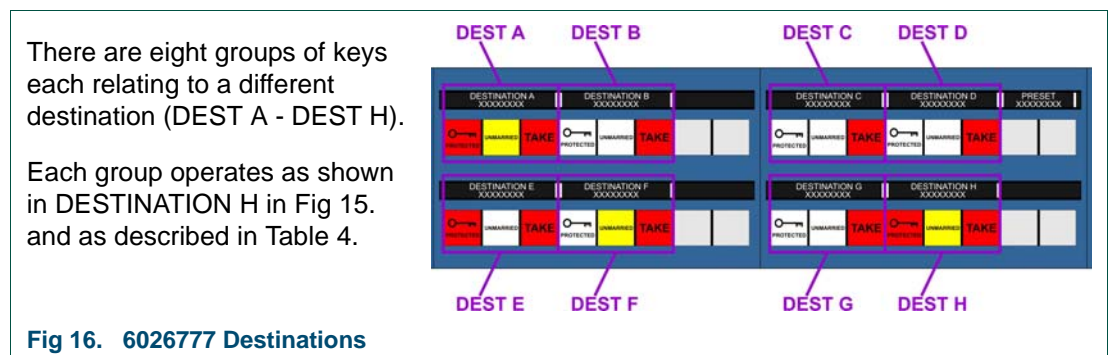 There are eight groups of keys
each relating to a different
destination (DEST A - DEST H).
Each group operates as shown
in DESTINATION H in Fig 15.
and as described in Table 4.
DEST A DEST B DEST C DEST D
DESTINATION A DESTINATION B DESTINATION C DESTINATION D PRESET
XXXXXXXX XXXXXXXX XXXXXXXX XXXXXXXX XXXXXXXX
PROTECTED UNMARRIED TAKE PROTECTED UNMARRIED TAKE PROTECTED UNMARRIED TAKE PROTECTED UNMARRIED TAKE
DESTINATION E DESTINATION F DESTINATION G DESTINATION H
XXXXXXXX XXXXXXXX XXXXXXXX XXXXXXXX
PROTECTED UNMARRIED TAKE PROTECTED UNMARRIED TAKE PROTECTED UNMARRIED TAKE PROTECTED UNMARRIED TAKE
DEST E DEST F DEST G DEST H
Fig 16. 6026777 Destinations